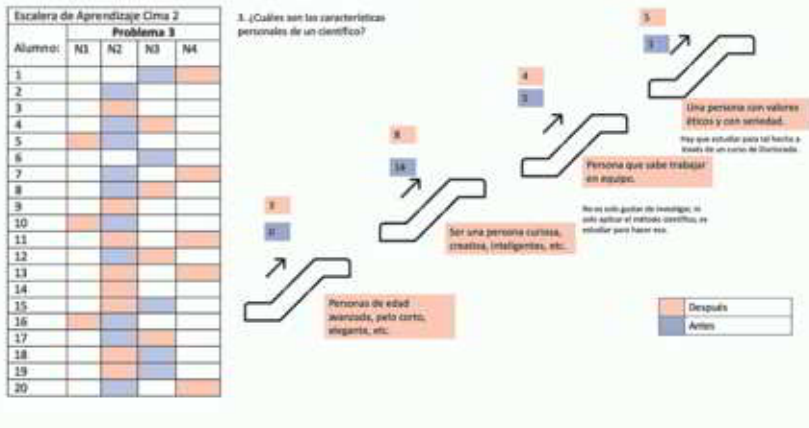 Escalera de Aprendizaje Cima 2
Problema 3
Alumno: N1 N2 N3 N4
1
2
3
4
5
6
7
8
9
10
11
12
13
14
15
16
17
18
19
20
3. ¿Cuáles son las características
personales de un científico?
3
0
Personas de edad
avanzada, pelo corto,
elegante, etc.
8
14
Ser una persona curiosa,
creativa, inteligentes, etc.
4
5
Persona que sabe trabajar
en equipo.
No es solo gustar de investigar, ni
solo aplicar el método científico, es
estudiar para hacer eso.
5
Una persona con valores
éticos y con seriedad.
Hay que estudiar para tal hecho a
través de un curso de Doctorado.
Después
Antes